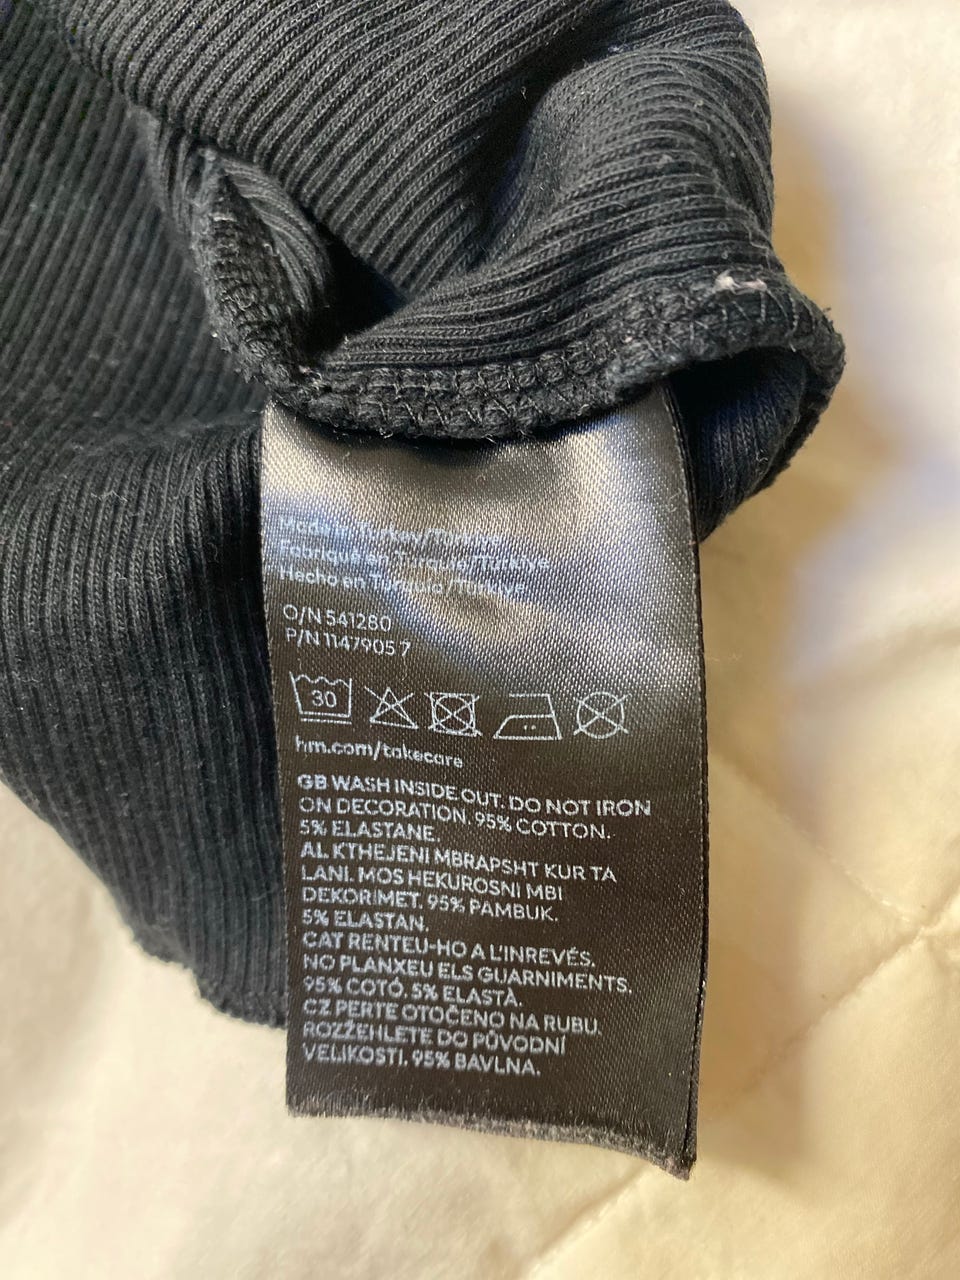 Made in Turkey/Türkiye
Fabriqué en Turquie/Türkiye
Hecho en Turquía/Türkiye
O/N 541280
P/N 11479057
30
hm.com/takecare
GB WASH INSIDE OUT. DO NOT IRON
ON DECORATION. 95% COTTON.
5% ELASTANE.
AL KTHEJENI MBRAPSHT KUR TA
LANI. MOS HEKUROSNI MBI
DEKORIMET. 95% PAMBUK.
5% ELASTAN.
CAT RENTEU-HO A L'INREVÉS.
NO PLANXEU ELS GUARNIMENTS.
95% COTÓ. 5% ELASTÀ.
CZ PERTE OTOČENO NA RUBU.
ROZŽEHLETE DO PŮVODNÍ
VELIKOSTI. 95% BAVLNA.